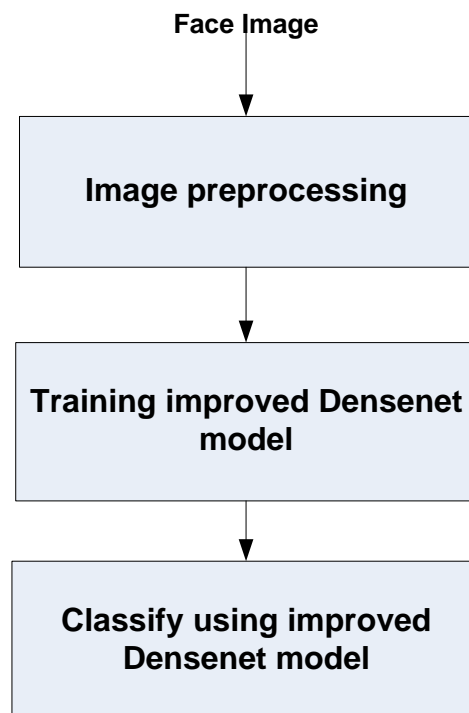 Face Image
Image preprocessing
Training improved Densenet
model
Classify using improved
Densenet model